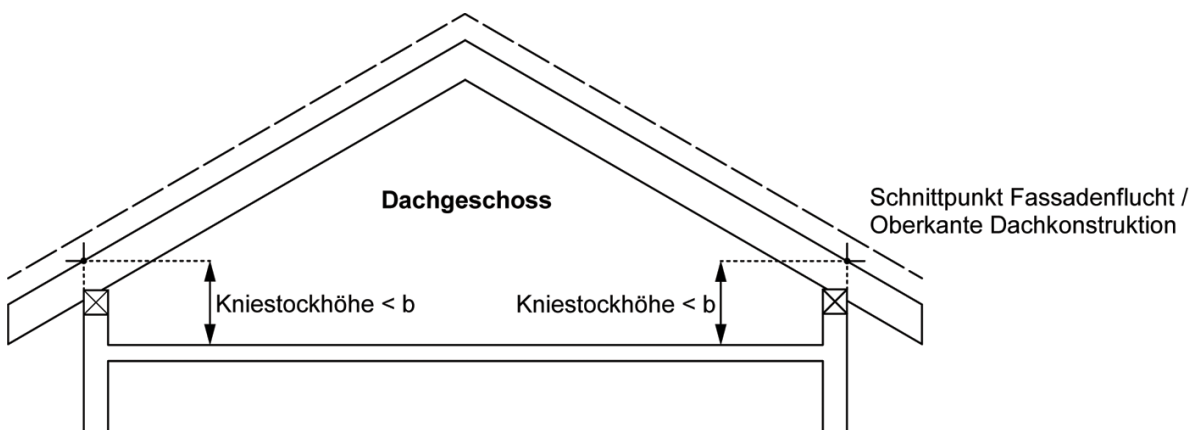 Dachgeschoss
Schnittpunkt Fassadenflucht /
Oberkante Dachkonstruktion
Kniestockhöhe < b
Kniestockhöhe < b